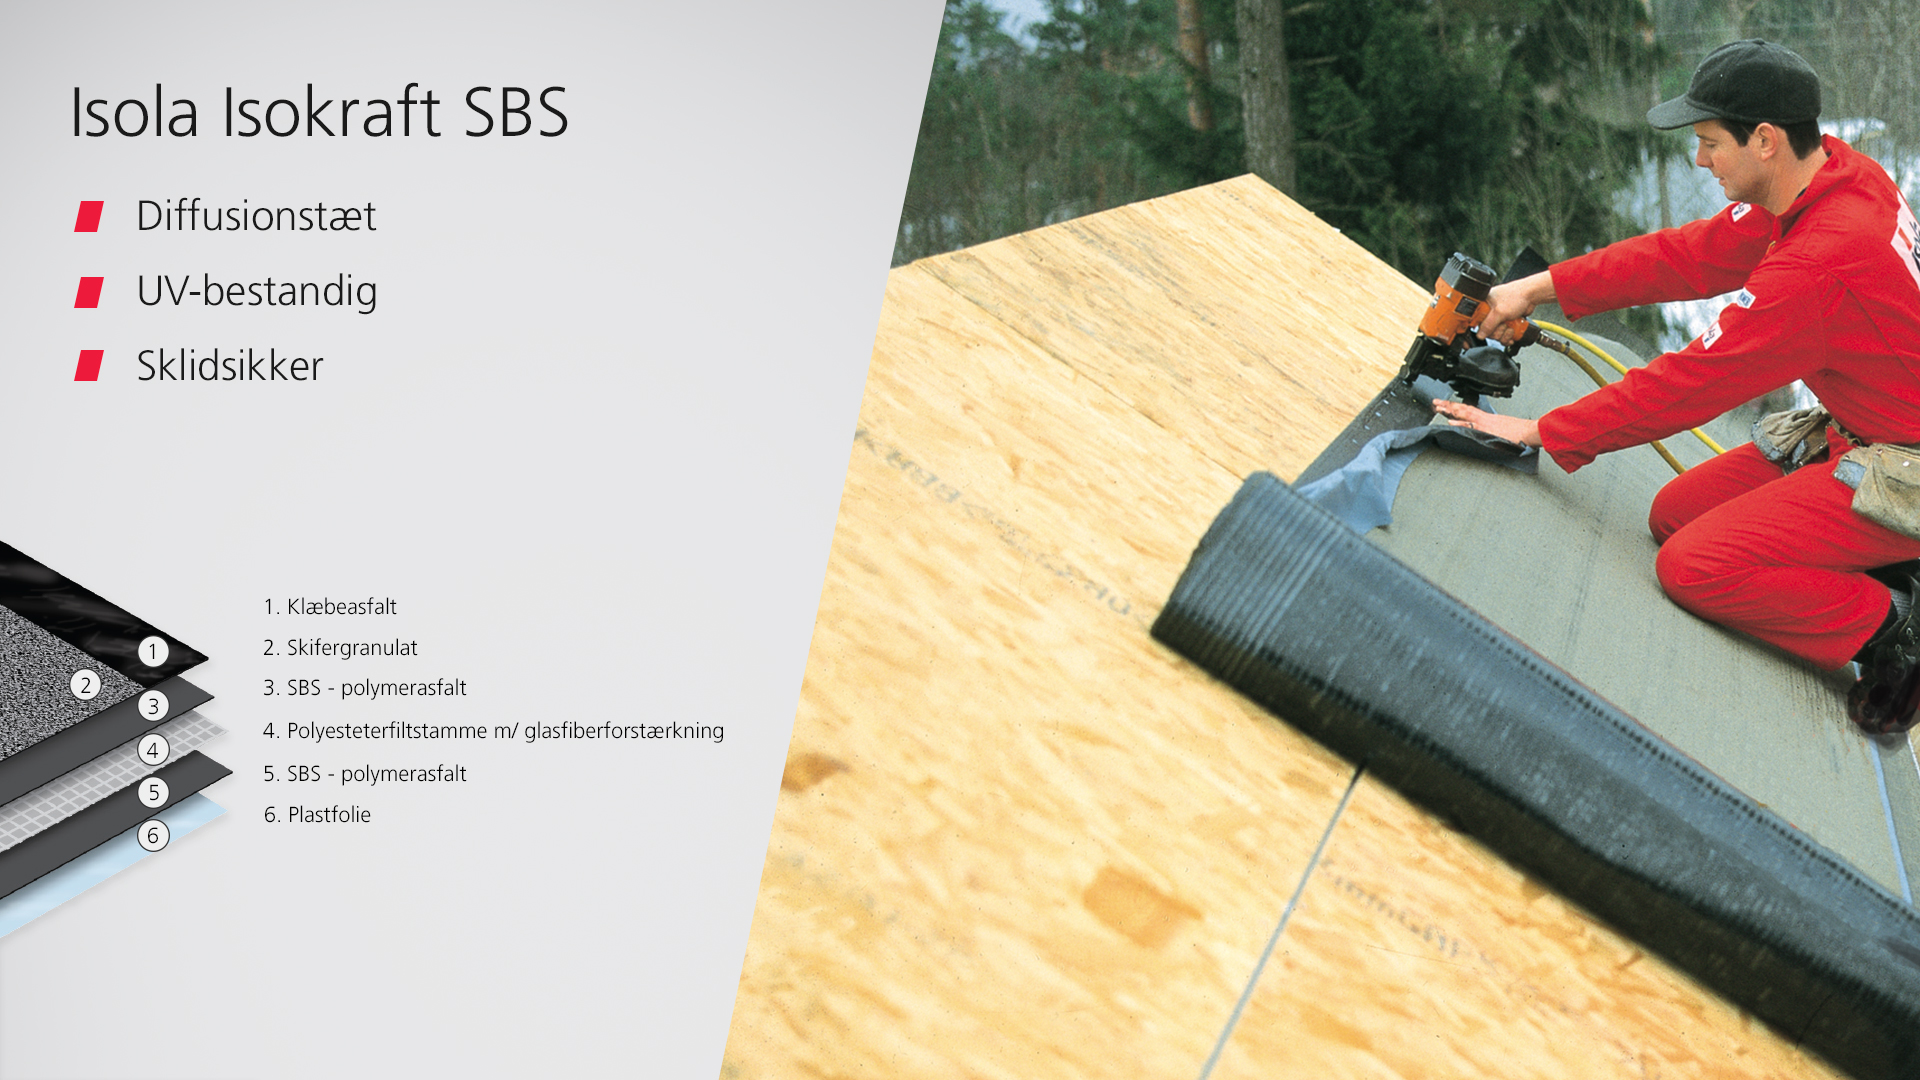 Isola Isokraft SBS
Diffusionstæt
UV-bestandig
Sklidsikker
1. Klæbeasfalt
2. Skifergranulat
3. SBS - polymerasfalt
4. Polyesteterfiltstamme m/ glasfiberforstærkning
5. SBS - polymerasfalt
6. Plastfolie
1
2
3
4
5
6